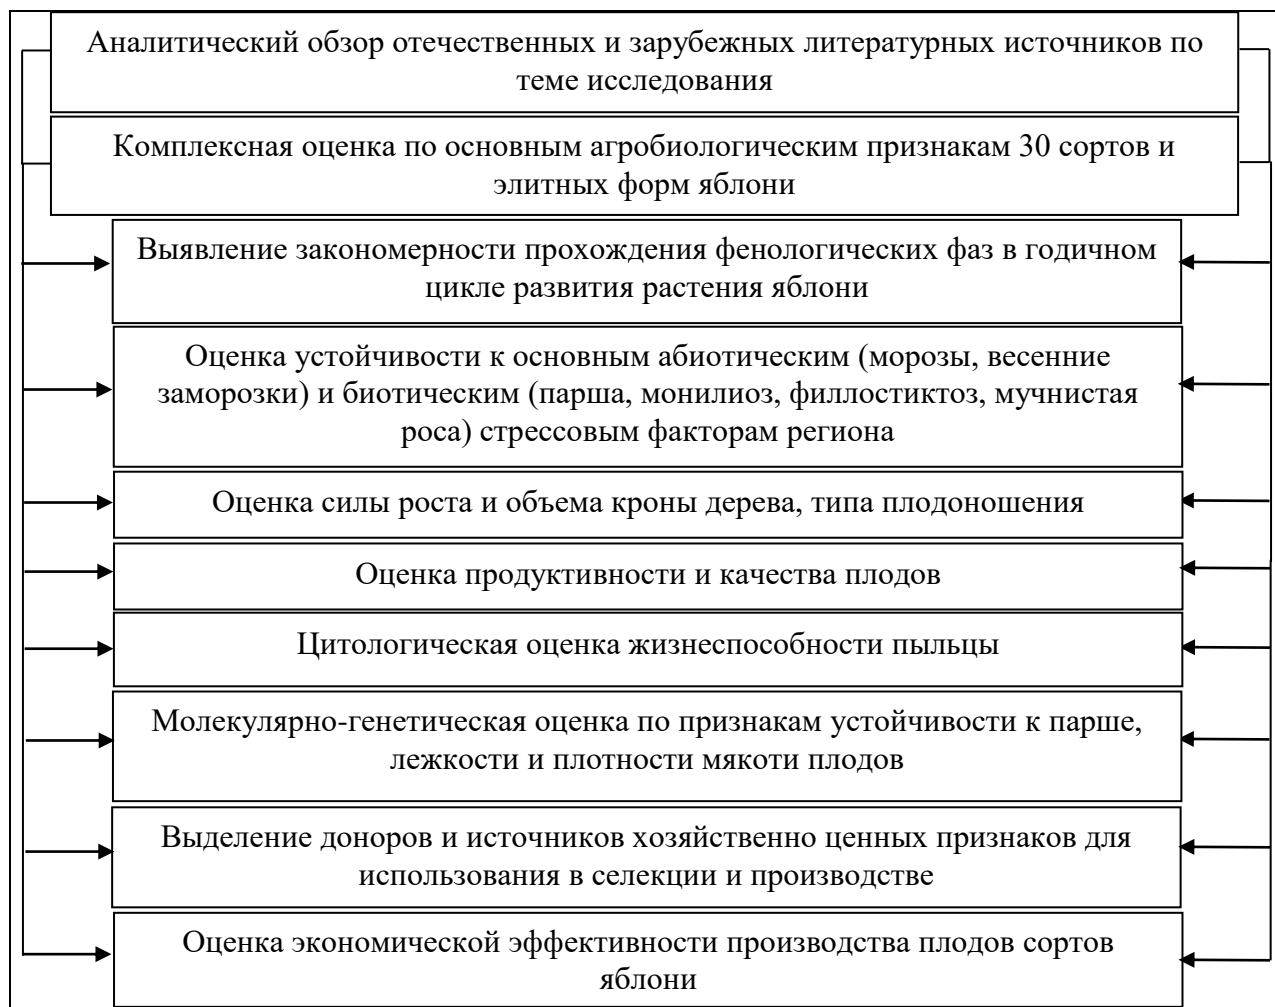 Аналитический обзор отечественных и зарубежных литературных источников по
теме исследования
Комплексная оценка по основным агробиологическим признакам 30 сортов и
элитных форм яблони
Выявление закономерности прохождения фенологических фаз в годичном
цикле развития растения яблони
Оценка устойчивости к основным абиотическим (морозы, весенние
заморозки) и биотическим (парша, монилиоз, филлостиктоз, мучнистая
роса) стрессовым факторам региона
Оценка силы роста и объема кроны дерева, типа плодоношения
Оценка продуктивности и качества плодов
Цитологическая оценка жизнеспособности пыльцы
Молекулярно-генетическая оценка по признакам устойчивости к парше,
лежкости и плотности мякоти плодов
Выделение доноров и источников хозяйственно ценных признаков для
использования в селекции и производстве
Оценка экономической эффективности производства плодов сортов
яблони